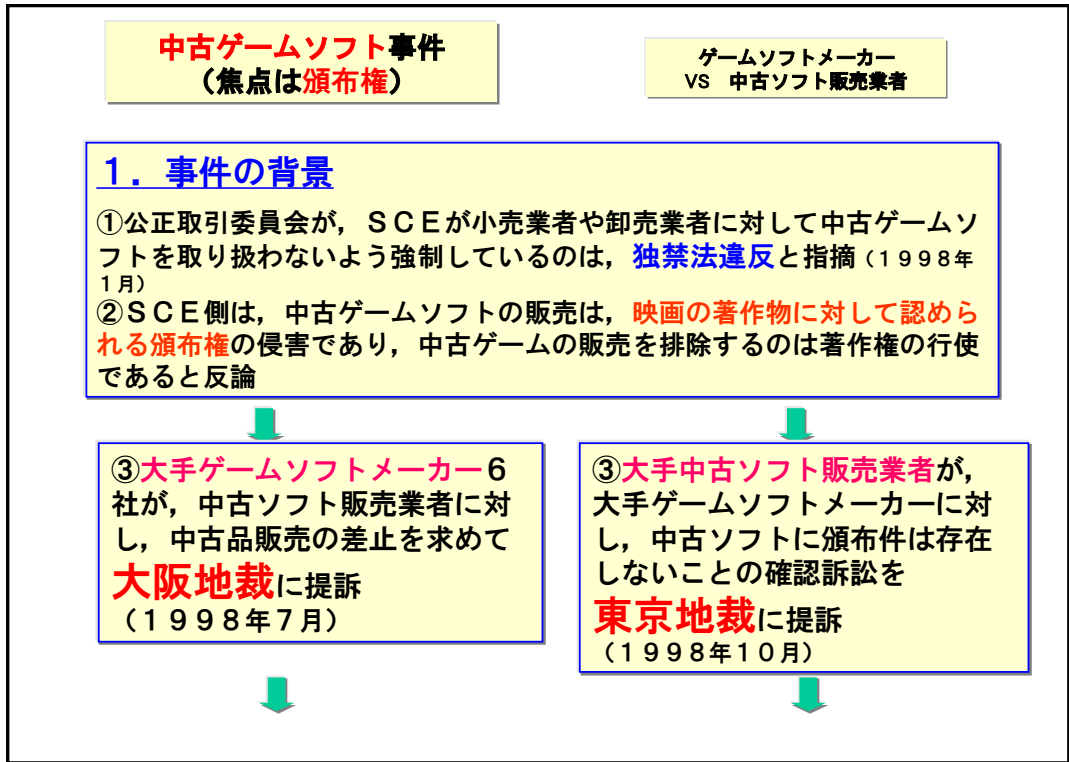 中古ゲームソフト事件
（焦点は頒布権）
ゲームソフトメーカー
VS　中古ソフト販売業者
１．事件の背景
①公正取引委員会が，ＳＣＥが小売業者や卸売業者に対して中古ゲームソ
フトを取り扱わないよう強制しているのは，独禁法違反と指摘（１９９８年
１月）
②ＳＣＥ側は，中古ゲームソフトの販売は，映画の著作物に対して認めら
れる頒布権の侵害であり，中古ゲームの販売を排除するのは著作権の行使
であると反論
③大手ゲームソフトメーカー６
社が，中古ソフト販売業者に対
し，中古品販売の差止を求めて
大阪地裁に提訴
（１９９８年７月）
③大手中古ソフト販売業者が，
大手ゲームソフトメーカーに対
し，中古ソフトに頒布件は存在
しないことの確認訴訟を
東京地裁に提訴
（１９９８年１０月）